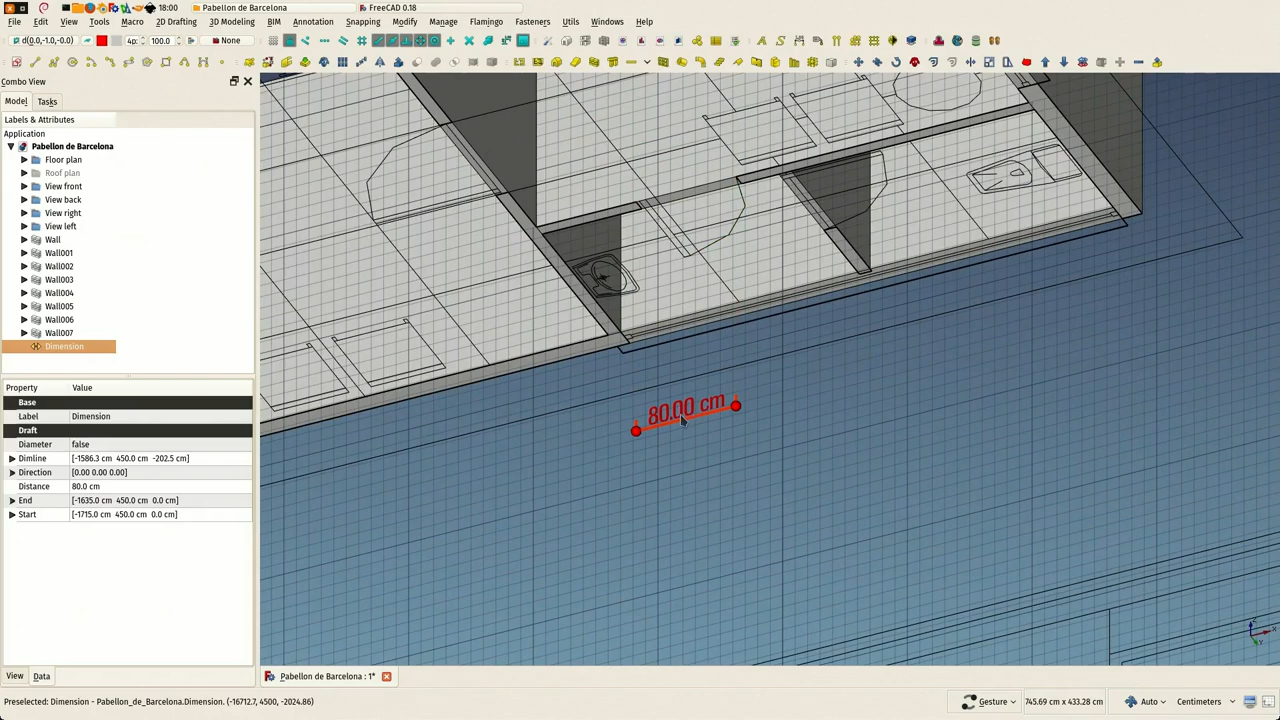 18:00 Pabellon de Barcelona FreeCAD 0.18
File Edit View Tools Macro 2D Drafting 3D Modeling BIM Annotation Snapping Modify Manage Flamingo Fasteners Utils Windows Help
d(0.0,-1.0,-0.0) 4p: 100.0 None
Combo View
Model Tasks
Labels & Attributes
Application
Pabellon de Barcelona
Floor plan
Roof plan
View front
View back
View right
View left
Wall
Wall001
Wall002
Wall003
Wall004
Wall005
Wall006
Wall007
Dimension
80.00 cm
Property Value
Base
Label Dimension
Draft
Diameter false
Dimline [-1586.3 cm 450.0 cm -202.5 cm]
Direction [0.00 0.00 0.00]
Distance 80.0 cm
End [-1635.0 cm 450.0 cm 0.0 cm]
Start [-1715.0 cm 450.0 cm 0.0 cm]
View Data
Pabellon de Barcelona : 1*
Preselected: Dimension - Pabellon_de_Barcelona.Dimension. (-16712.7, 4500, -2024.86)
Gesture 745.69 cm x 433.28 cm Auto Centimeters